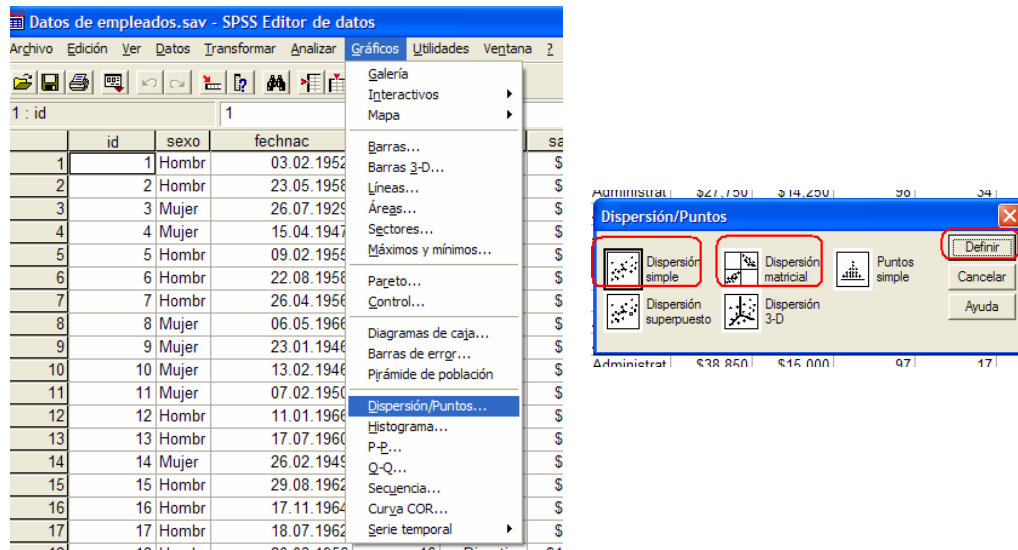 Datos de empleados.sav - SPSS Editor de datos
Archivo Edición Ver Datos Transformar Analizar Gráficos Utilidades Ventana ?
1 : id 1
id sexo fechnac sa
1 1 Hombr 03.02.1952 $
2 2 Hombr 23.05.1958 $
3 3 Mujer 26.07.1929 $
4 4 Mujer 15.04.1947 $
5 5 Hombr 09.02.1955 $
6 6 Hombr 22.08.1958 $
7 7 Hombr 26.04.1956 $
8 8 Mujer 06.05.1966 $
9 9 Mujer 23.01.1946 $
10 10 Mujer 13.02.1946 $
11 11 Mujer 07.02.1950 $
12 12 Hombr 11.01.1966 $
13 13 Hombr 17.07.1960 $
14 14 Mujer 26.02.1949 $
15 15 Hombr 29.08.1962 $
16 16 Hombr 17.11.1964 $
17 17 Hombr 18.07.1962 $
Galería
Interactivos
Mapa
Barras...
Barras 3-D...
Líneas...
Áreas...
Sectores...
Máximos y mínimos...
Pareto...
Control...
Diagramas de caja...
Barras de error...
Pirámide de población
Dispersión/Puntos...
Histograma...
P-P...
Q-Q...
Secuencia...
Curva COR...
Serie temporal
Administrat $27,750 $14,250 98 34
Dispersión/Puntos
Dispersión simple
Dispersión matricial
Puntos simple
Dispersión superpuesto
Dispersión 3-D
Definir
Cancelar
Ayuda
Administrat $38,850 $15,000 97 17